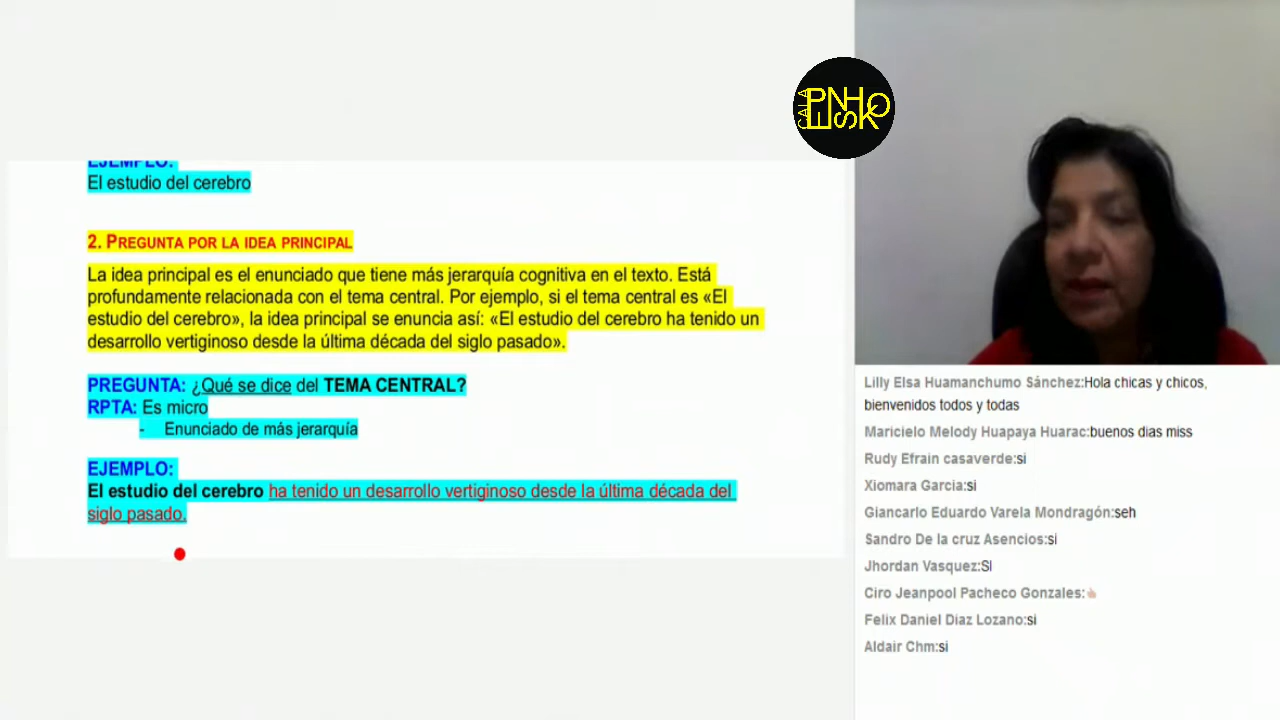 EJEMPLO:
El estudio del cerebro
2. PREGUNTA POR LA IDEA PRINCIPAL
La idea principal es el enunciado que tiene más jerarquía cognitiva en el texto. Está
profundamente relacionada con el tema central. Por ejemplo, si el tema central es «El
estudio del cerebro», la idea principal se enuncia así: «El estudio del cerebro ha tenido un
desarrollo vertiginoso desde la última década del siglo pasado».
PREGUNTA: ¿Qué se dice del TEMA CENTRAL?
RPTA: Es micro
- Enunciado de más jerarquía
EJEMPLO:
El estudio del cerebro ha tenido un desarrollo vertiginoso desde la última década del
siglo pasado.
Lilly Elsa Huamanchumo Sánchez:Hola chicas y chicos,
bienvenidos todos y todas
Maricielo Melody Huapaya Huarac:buenos dias miss
Rudy Efrain casaverde:si
Xiomara Garcia:si
Giancarlo Eduardo Varela Mondragón:seh
Sandro De la cruz Asencios:si
Jhordan Vasquez:SI
Ciro Jeanpool Pacheco Gonzales:
Felix Daniel Diaz Lozano:si
Aldair Chm:si